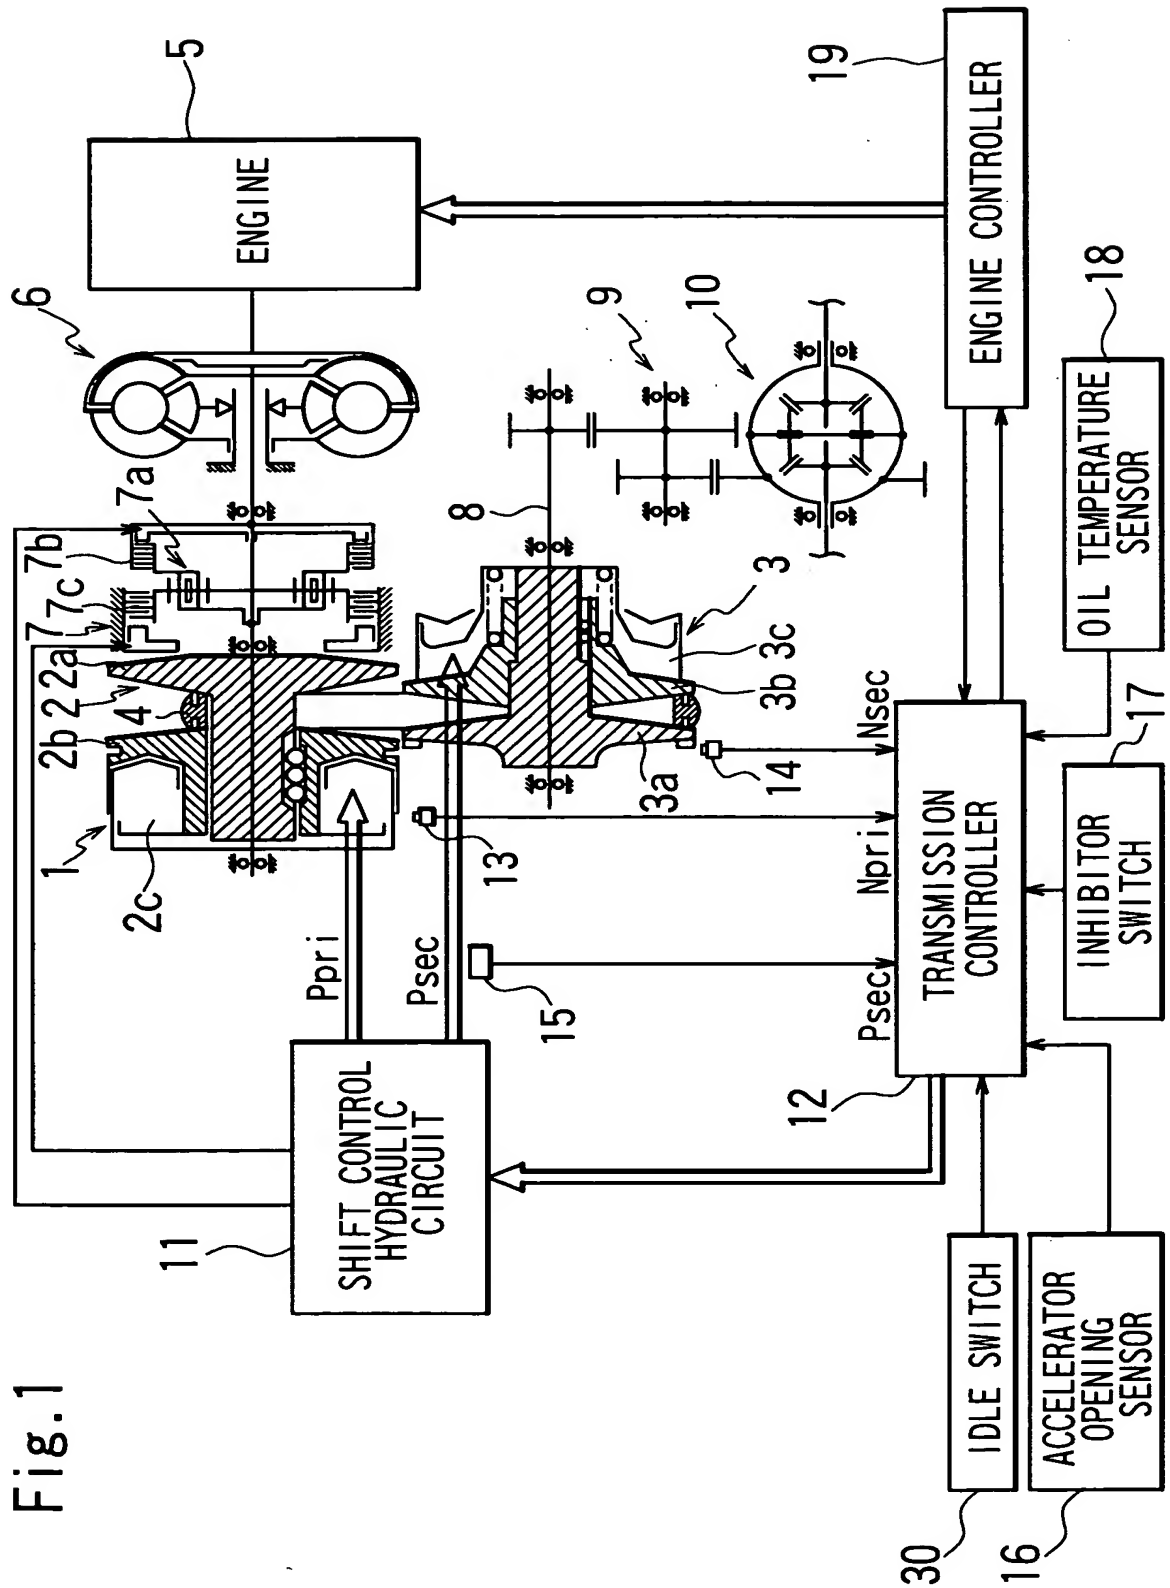 Fig.1
1
2c
2b
4
2
2a
7
7c
7b
7a
6
5
ENGINE
11
SHIFT CONTROL
HYDRAULIC
CIRCUIT
Ppri
Psec
15
13
14
3a
3b
3c
3
8
9
10
19
ENGINE CONTROLLER
12
Psec
Npri
Nsec
TRANSMISSION
CONTROLLER
30
IDLE SWITCH
16
ACCELERATOR
OPENING
SENSOR
INHIBITOR
SWITCH
17
OIL TEMPERATURE
SENSOR
18